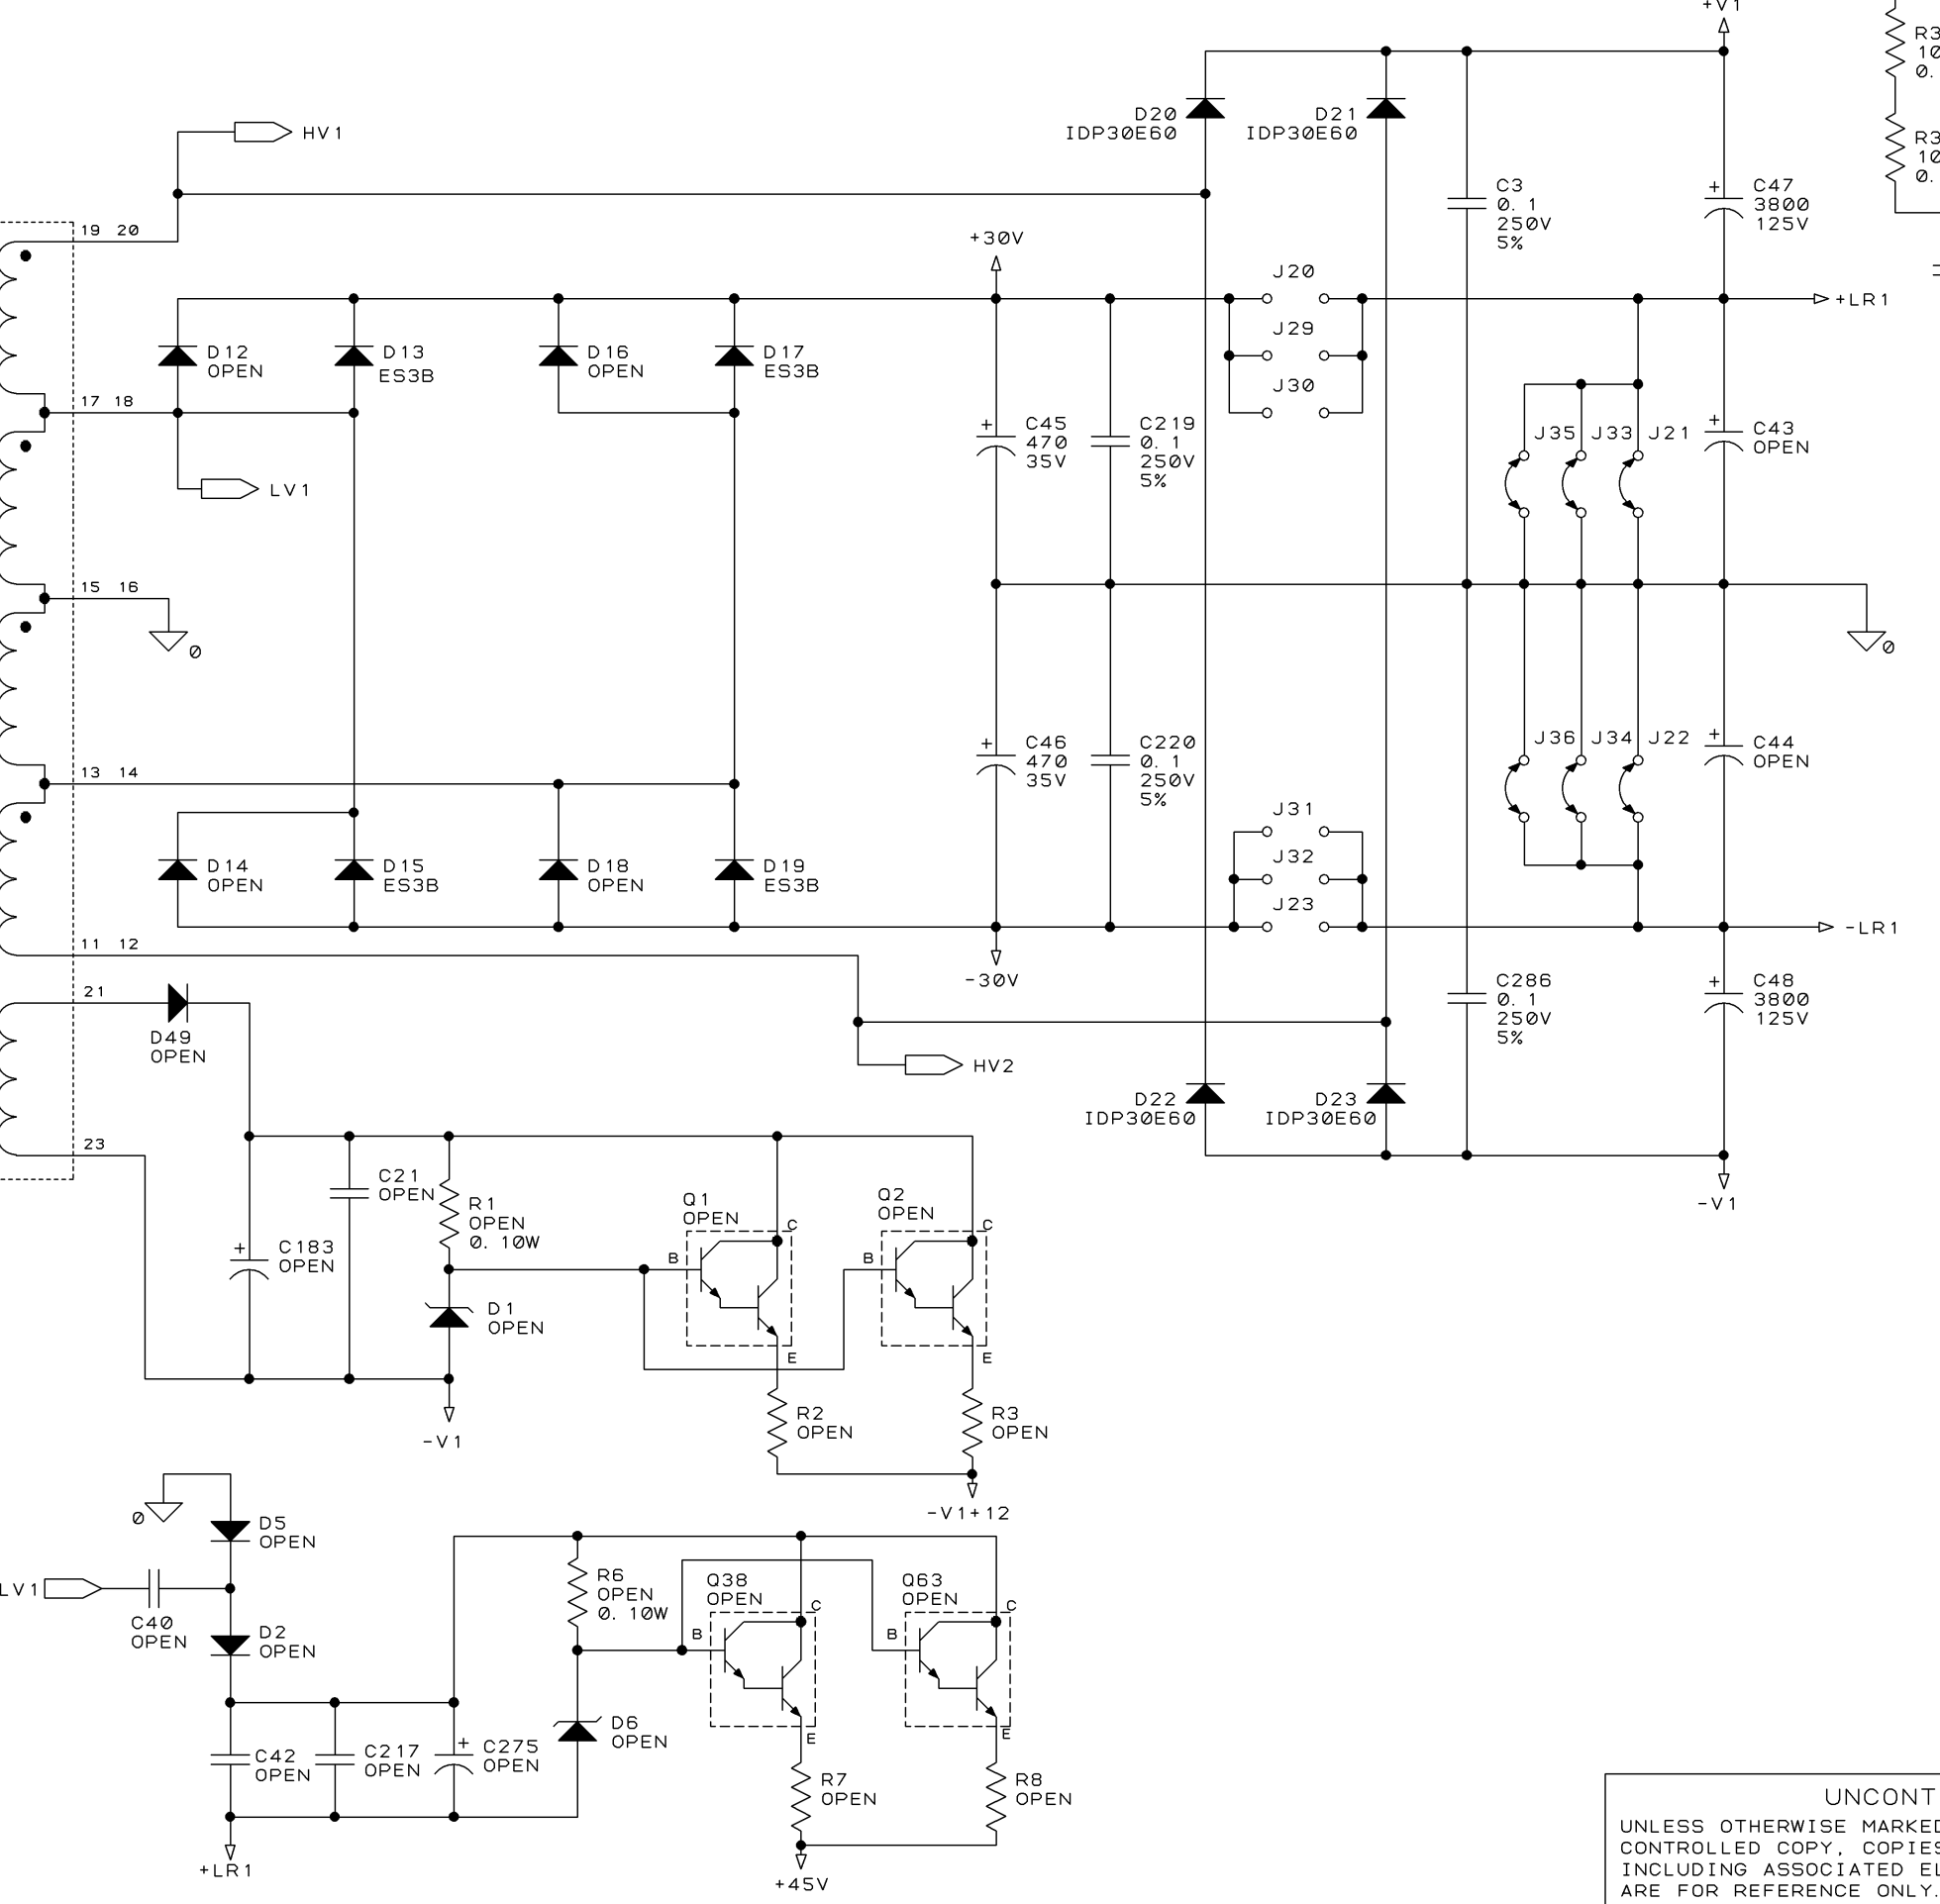 +V1
HV1
19 20
D20
IDP30E60
D21
IDP30E60
C3
0.1
250V
5%
+
C47
3800
125V
+30V
J20
J29
J30
+LR1
D12
OPEN
D13
ES3B
D16
OPEN
D17
ES3B
17 18
LV1
+
C45
470
35V
C219
0.1
250V
5%
J35
J33
J21
+
C43
OPEN
15 16
0
0
13 14
+
C46
470
35V
C220
0.1
250V
5%
J36
J34
J22
+
C44
OPEN
J31
J32
J23
D14
OPEN
D15
ES3B
D18
OPEN
D19
ES3B
-LR1
11 12
-30V
21
D49
OPEN
HV2
C286
0.1
250V
5%
+
C48
3800
125V
D22
IDP30E60
D23
IDP30E60
-V1
23
+
C183
OPEN
C21
OPEN
R1
OPEN
0.10W
D1
OPEN
Q1
OPEN
B
C
E
Q2
OPEN
B
C
E
R2
OPEN
R3
OPEN
-V1
-V1+12
0
D5
OPEN
LV1
C40
OPEN
D2
OPEN
R6
OPEN
0.10W
Q38
OPEN
B
C
E
Q63
OPEN
B
C
E
C42
OPEN
C217
OPEN
+
C275
OPEN
D6
OPEN
R7
OPEN
R8
OPEN
+LR1
+45V
UNCONT
UNLESS OTHERWISE MARKED
CONTROLLED COPY, COPIES
INCLUDING ASSOCIATED EL
ARE FOR REFERENCE ONLY.